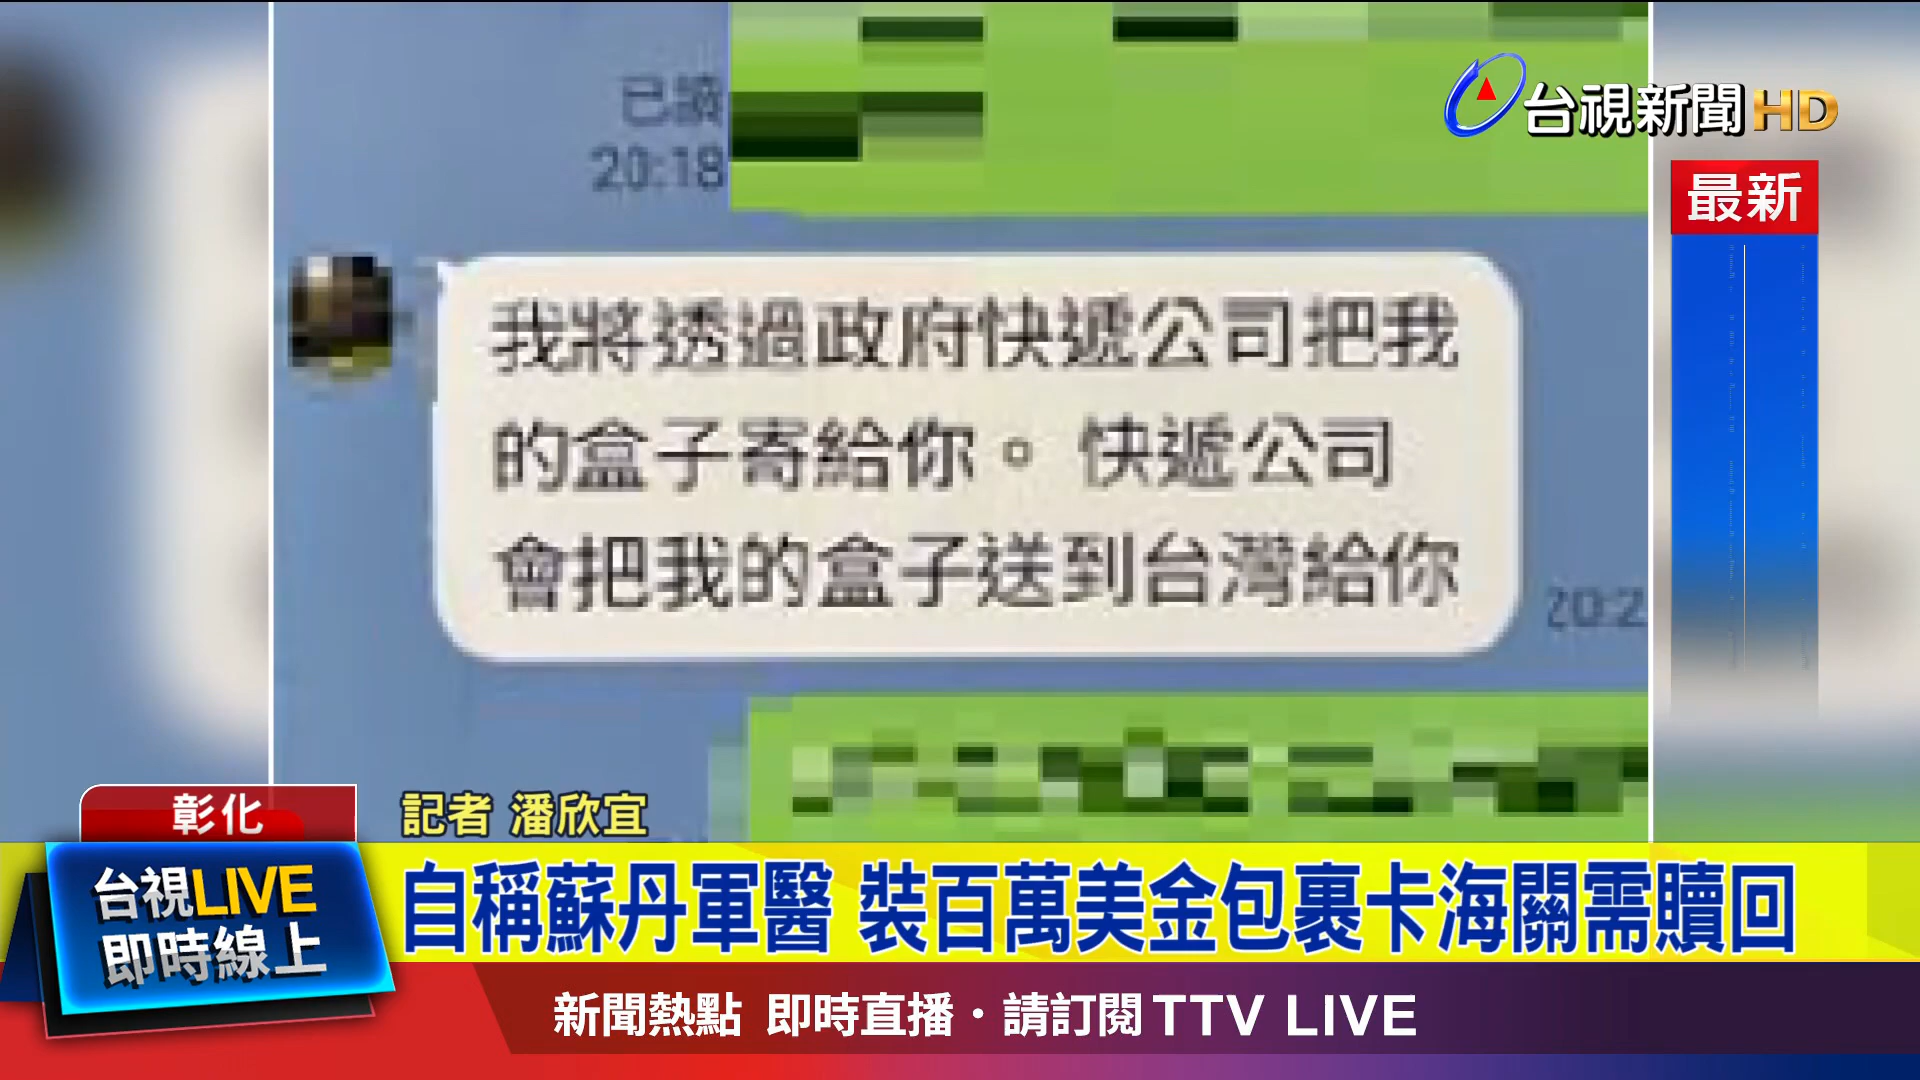 已讀
20:18
台視新聞HD
最新
我將透過政府快遞公司把我
的盒子寄給你。快遞公司
會把我的盒子送到台灣給你
20:2
彰化
記者 潘欣宜
台視LIVE
即時線上
自稱蘇丹軍醫 裝百萬美金包裹卡海關需贖回
新聞熱點 即時直播・請訂閱TTV LIVE